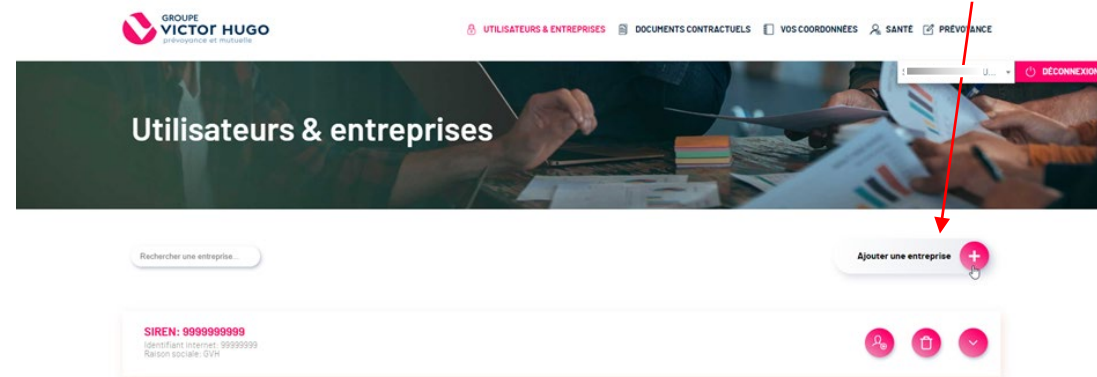 GROUPE
VICTOR HUGO
prévoyance et mutuelle
UTILISATEURS & ENTREPRISES
DOCUMENTS CONTRACTUELS
VOS COORDONNÉES
SANTÉ
PRÉVOYANCE
U...
DÉCONNEXION
Utilisateurs & entreprises
Rechercher une entreprise...
Ajouter une entreprise
SIREN: 9999999999
Identifiant Internet: 99999999
Raison sociale: GVH